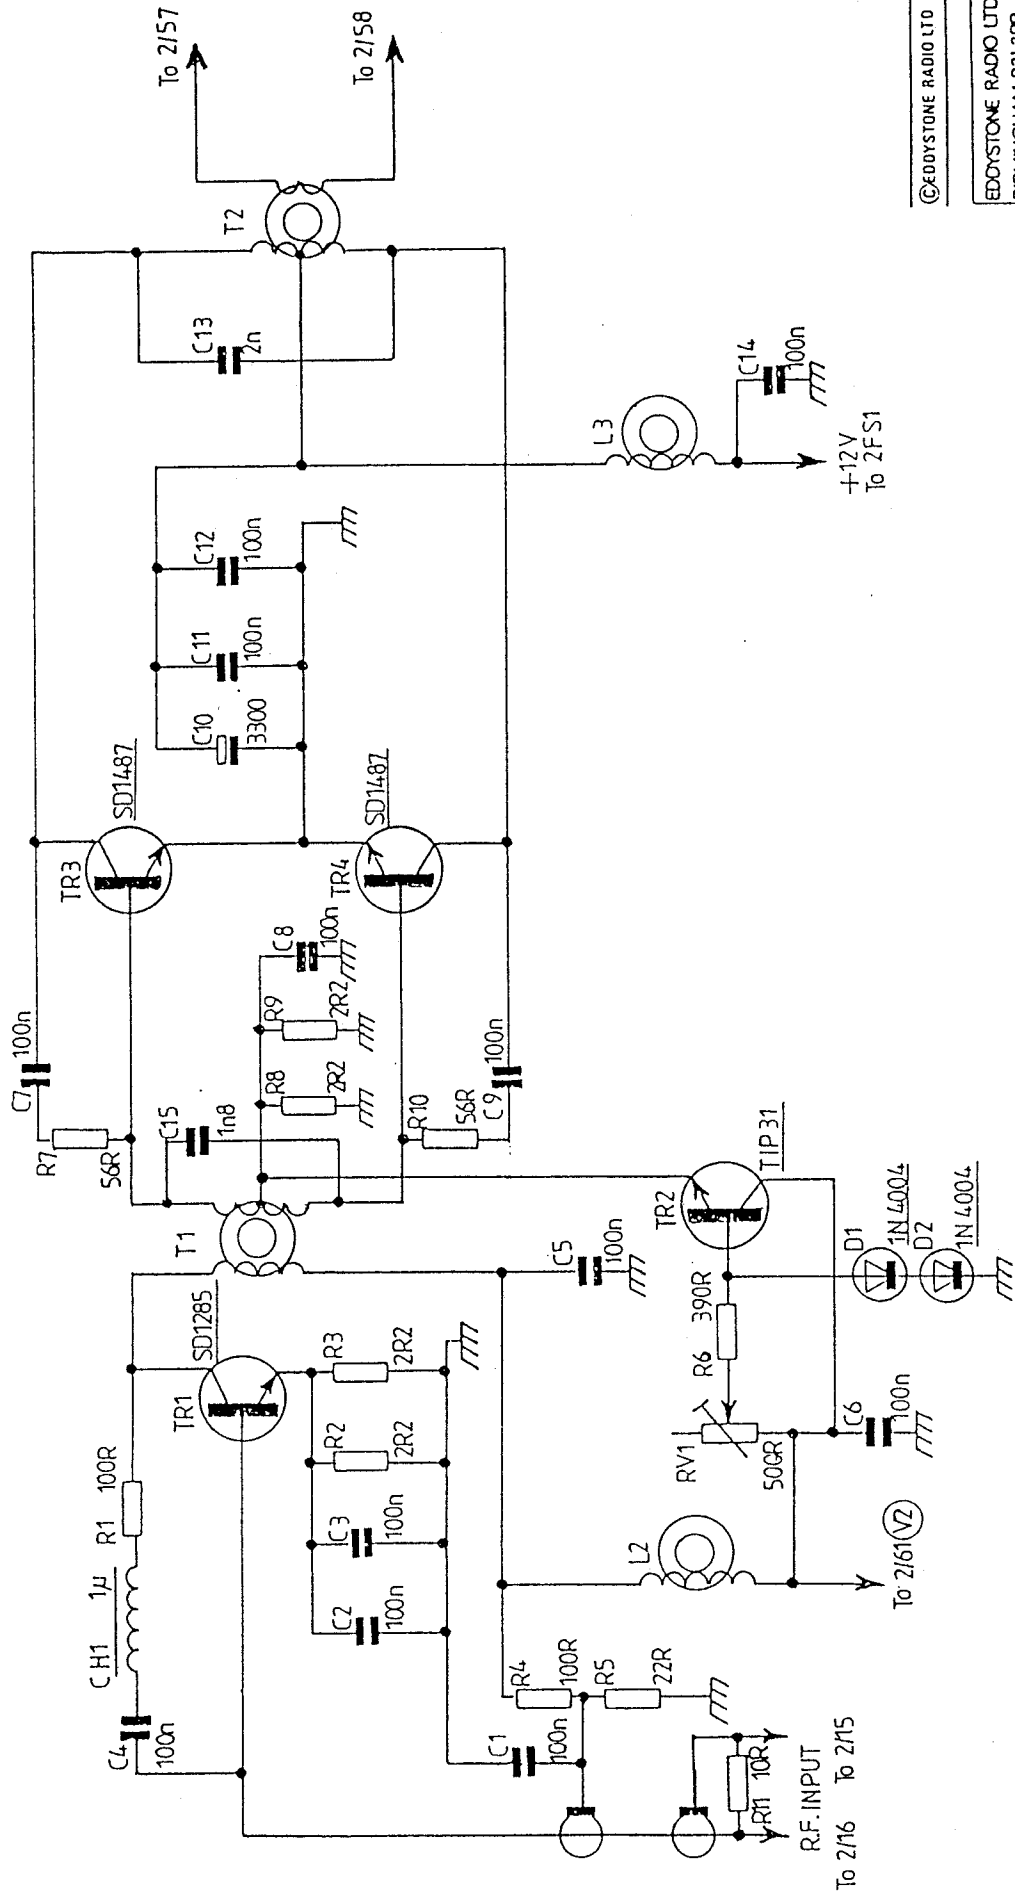 To 2/57
To 2/58
T2
C13
2n
C12
100n
C11
100n
C10
3300
SD1487
TR3
SD1487
TR4
L3
C14
100n
+12V
To 2FS1
C7
100n
R7
56R
C15
1n8
C8
100n
R9
2R2
R8
2R2
R10
56R
C9
100n
T1
C5
100n
TR2
TIP31
D1
1N4004
D2
1N4004
R6
390R
RV1
500R
C6
100n
SD1285
TR1
R3
2R2
R2
2R2
C3
100n
C2
100n
R1
100R
CH1
1μ
C4
100n
L2
To 2/61 V2
R4
100R
R5
22R
C1
100n
R11
10R
R.F. INPUT
To 2/16
To 2/15
©EDDYSTONE RADIO LTD
EDDYSTONE RADIO LTD